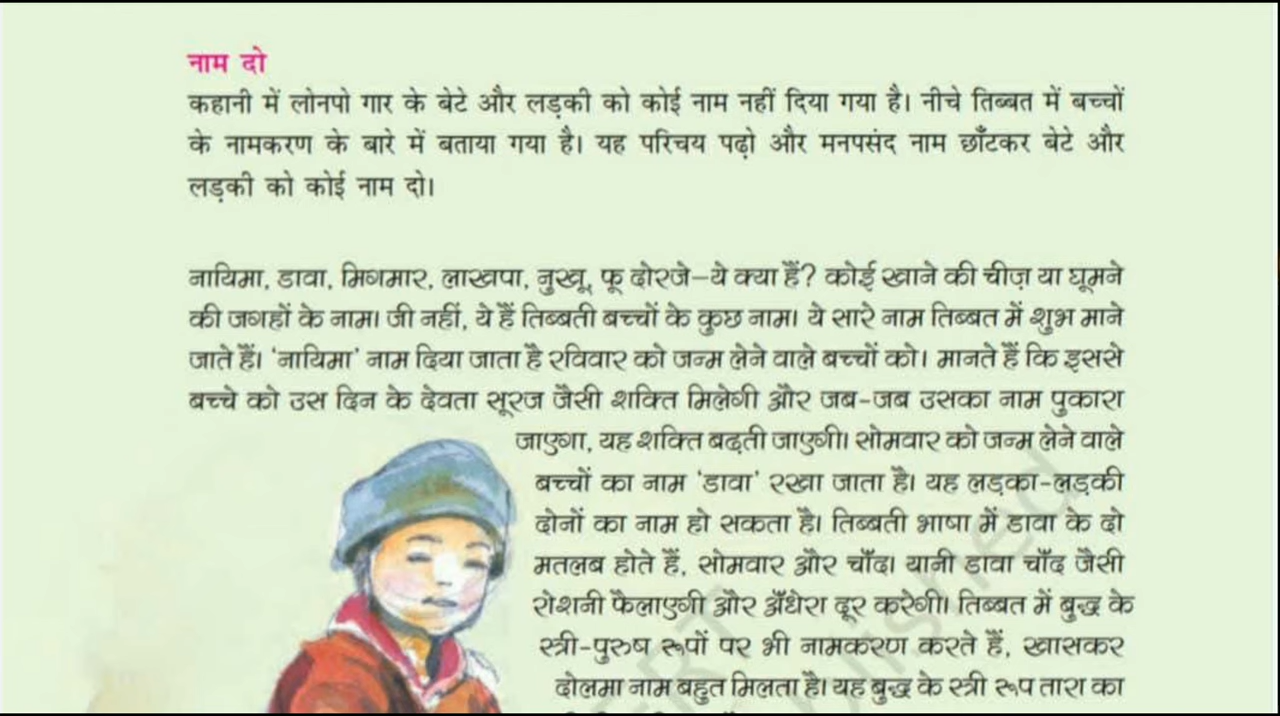 नाम दो
कहानी में लोनपो गार के बेटे और लड़की को कोई नाम नहीं दिया गया है। नीचे तिब्बत में बच्चों
के नामकरण के बारे में बताया गया है। यह परिचय पढ़ो और मनपसंद नाम छाँटकर बेटे और
लड़की को कोई नाम दो।
नायिमा, डावा, मिगमार, लाखपा, नुखू, फू दोरजे–ये क्या हैं? कोई खाने की चीज़ या घूमने
की जगहों के नाम। जी नहीं, ये हैं तिब्बती बच्चों के कुछ नाम। ये सारे नाम तिब्बत में शुभ माने
जाते हैं। 'नायिमा' नाम दिया जाता है रविवार को जन्म लेने वाले बच्चों को। मानते हैं कि इससे
बच्चे को उस दिन के देवता सूरज जैसी शक्ति मिलेगी और जब-जब उसका नाम पुकारा
जाएगा, यह शक्ति बढ़ती जाएगी। सोमवार को जन्म लेने वाले
बच्चों का नाम 'डावा' रखा जाता है। यह लड़का-लड़की
दोनों का नाम हो सकता है। तिब्बती भाषा में डावा के दो
मतलब होते हैं, सोमवार और चाँद। यानी डावा चाँद जैसी
रोशनी फैलाएगी और अँधेरा दूर करेगी। तिब्बत में बुद्ध के
स्त्री-पुरुष रूपों पर भी नामकरण करते हैं, खासकर
दोलमा नाम बहुत मिलता है। यह बुद्ध के स्त्री रूप तारा का